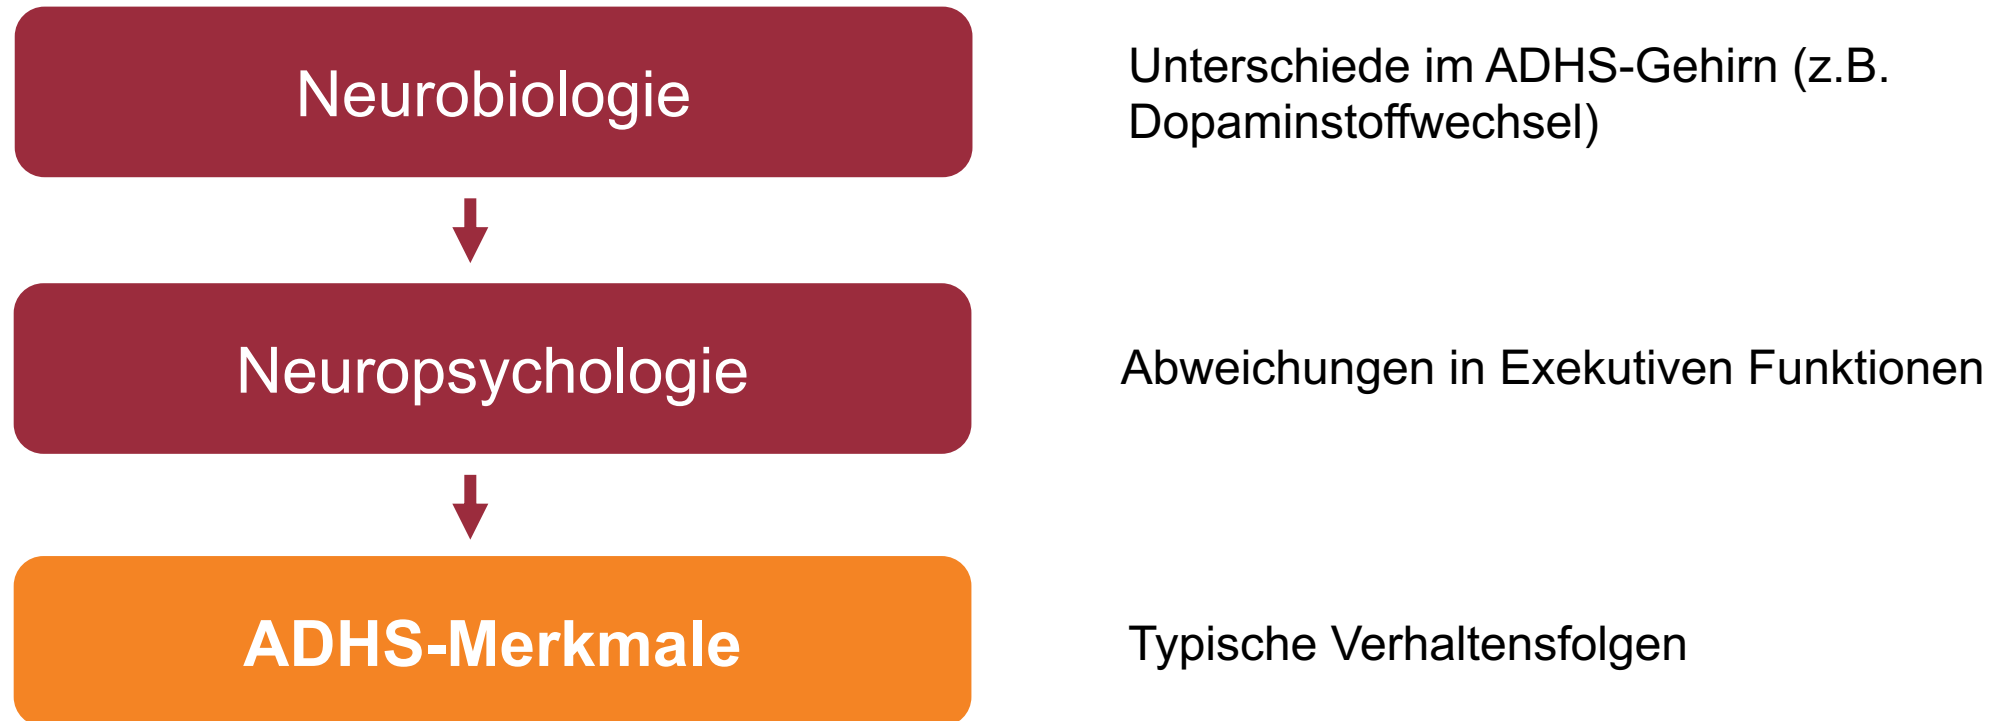 Neurobiologie
Unterschiede im ADHS-Gehirn (z.B.
Dopaminstoffwechsel)
Neuropsychologie
Abweichungen in Exekutiven Funktionen
ADHS-Merkmale
Typische Verhaltensfolgen